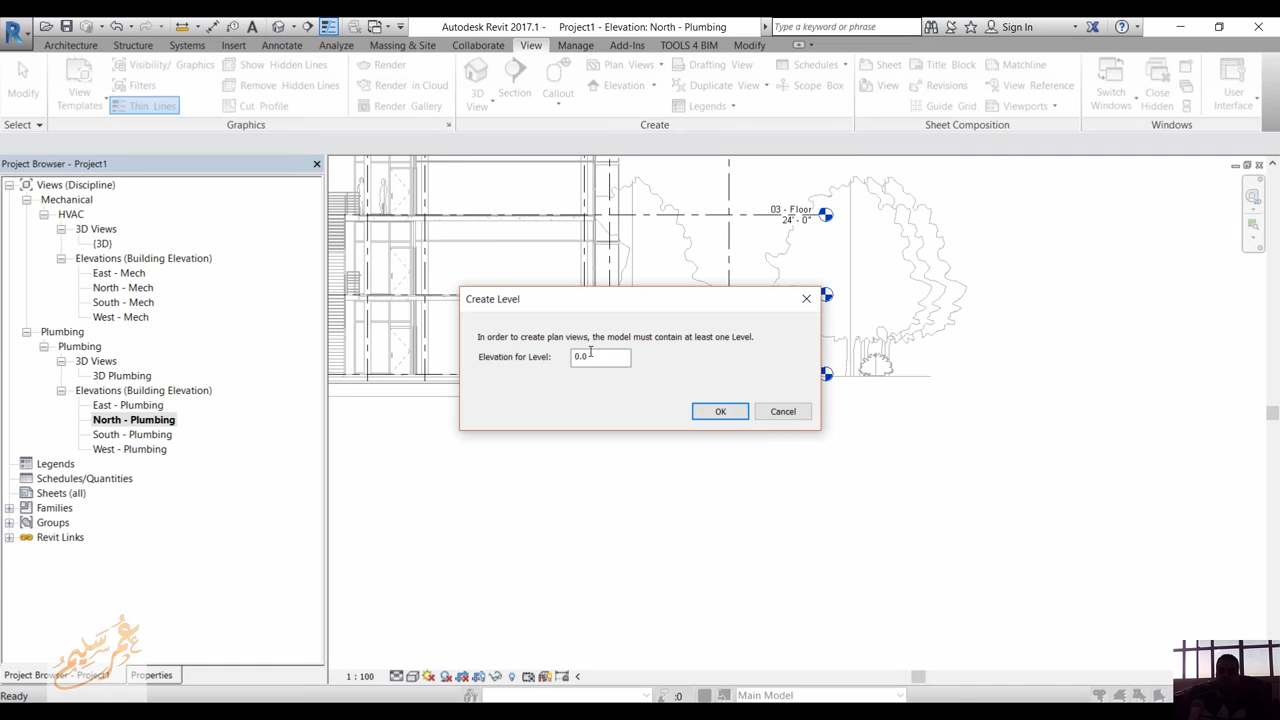 Autodesk Revit 2017.1 - Project1 - Elevation: North - Plumbing
Type a keyword or phrase
Sign In
Architecture Structure Systems Insert Annotate Analyze Massing & Site Collaborate View Manage Add-Ins TOOLS 4 BIM Modify
Modify
View Templates
Visibility/ Graphics
Filters
Thin Lines
Show Hidden Lines
Remove Hidden Lines
Cut Profile
Render
Render in Cloud
Render Gallery
3D View
Section
Callout
Plan Views
Elevation
Drafting View
Duplicate View
Legends
Schedules
Scope Box
Sheet
View
Title Block
Revisions
Guide Grid
Matchline
View Reference
Viewports
Switch Windows
Close Hidden
User Interface
Select
Graphics
Create
Sheet Composition
Windows
Project Browser - Project1
Views (Discipline)
Mechanical
HVAC
3D Views
(3D)
Elevations (Building Elevation)
East - Mech
North - Mech
South - Mech
West - Mech
Plumbing
Plumbing
3D Views
3D Plumbing
Elevations (Building Elevation)
East - Plumbing
North - Plumbing
South - Plumbing
West - Plumbing
Legends
Schedules/Quantities
Sheets (all)
Families
Groups
Revit Links
03 - Floor
24' - 0"
Create Level
In order to create plan views, the model must contain at least one Level.
Elevation for Level:
0.0
OK
Cancel
Project Browser - Project1
Properties
1 : 100
Ready
:0
Main Model